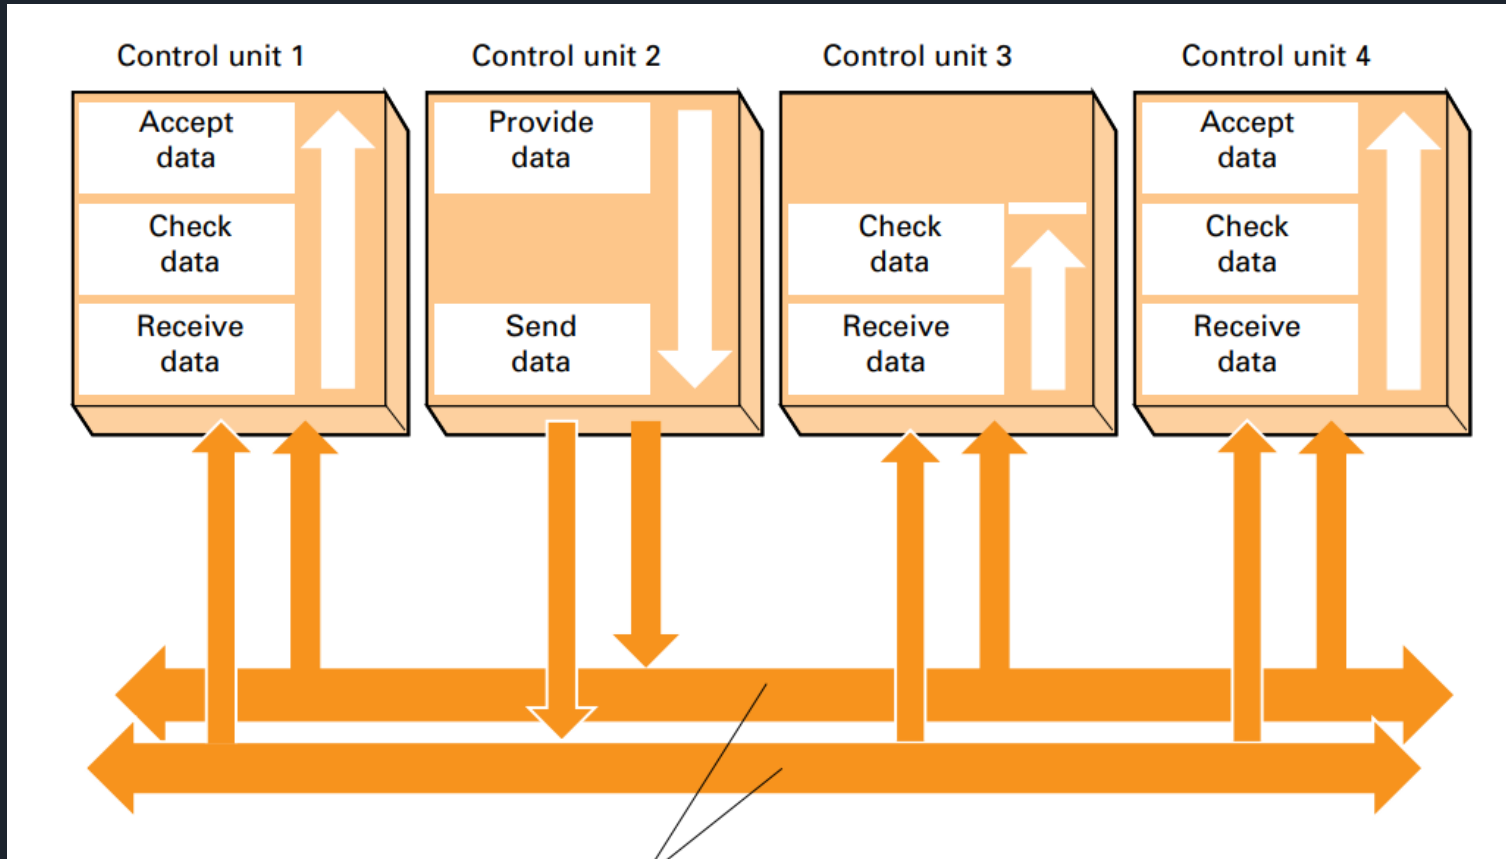 Control unit 1
Control unit 2
Control unit 3
Control unit 4
Accept
data
Check
data
Receive
data
Provide
data
Send
data
Check
data
Receive
data
Accept
data
Check
data
Receive
data